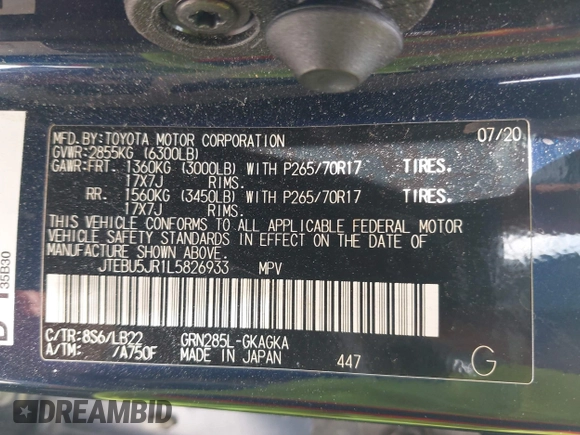 MFD.BY:TOYOTA MOTOR CORPORATION 07/20
GVWR:2855KG (6300LB)
GAWR:FRT. 1360KG (3000LB) WITH P265/70R17 TIRES.
17X7J RIMS.
RR. 1560KG (3450LB) WITH P265/70R17 TIRES.
17X7J RIMS.
THIS VEHICLE CONFORMS TO ALL APPLICABLE FEDERAL MOTOR
VEHICLE SAFETY STANDARDS IN EFFECT ON THE DATE OF
MANUFACTURE SHOWN ABOVE.
JTEBU5JR1L5826933 MPV
C/TR:8S6/LB22 GRN285L-GKAGKA
A/TM: /A750F MADE IN JAPAN 447 G
35B30
DREAMBID